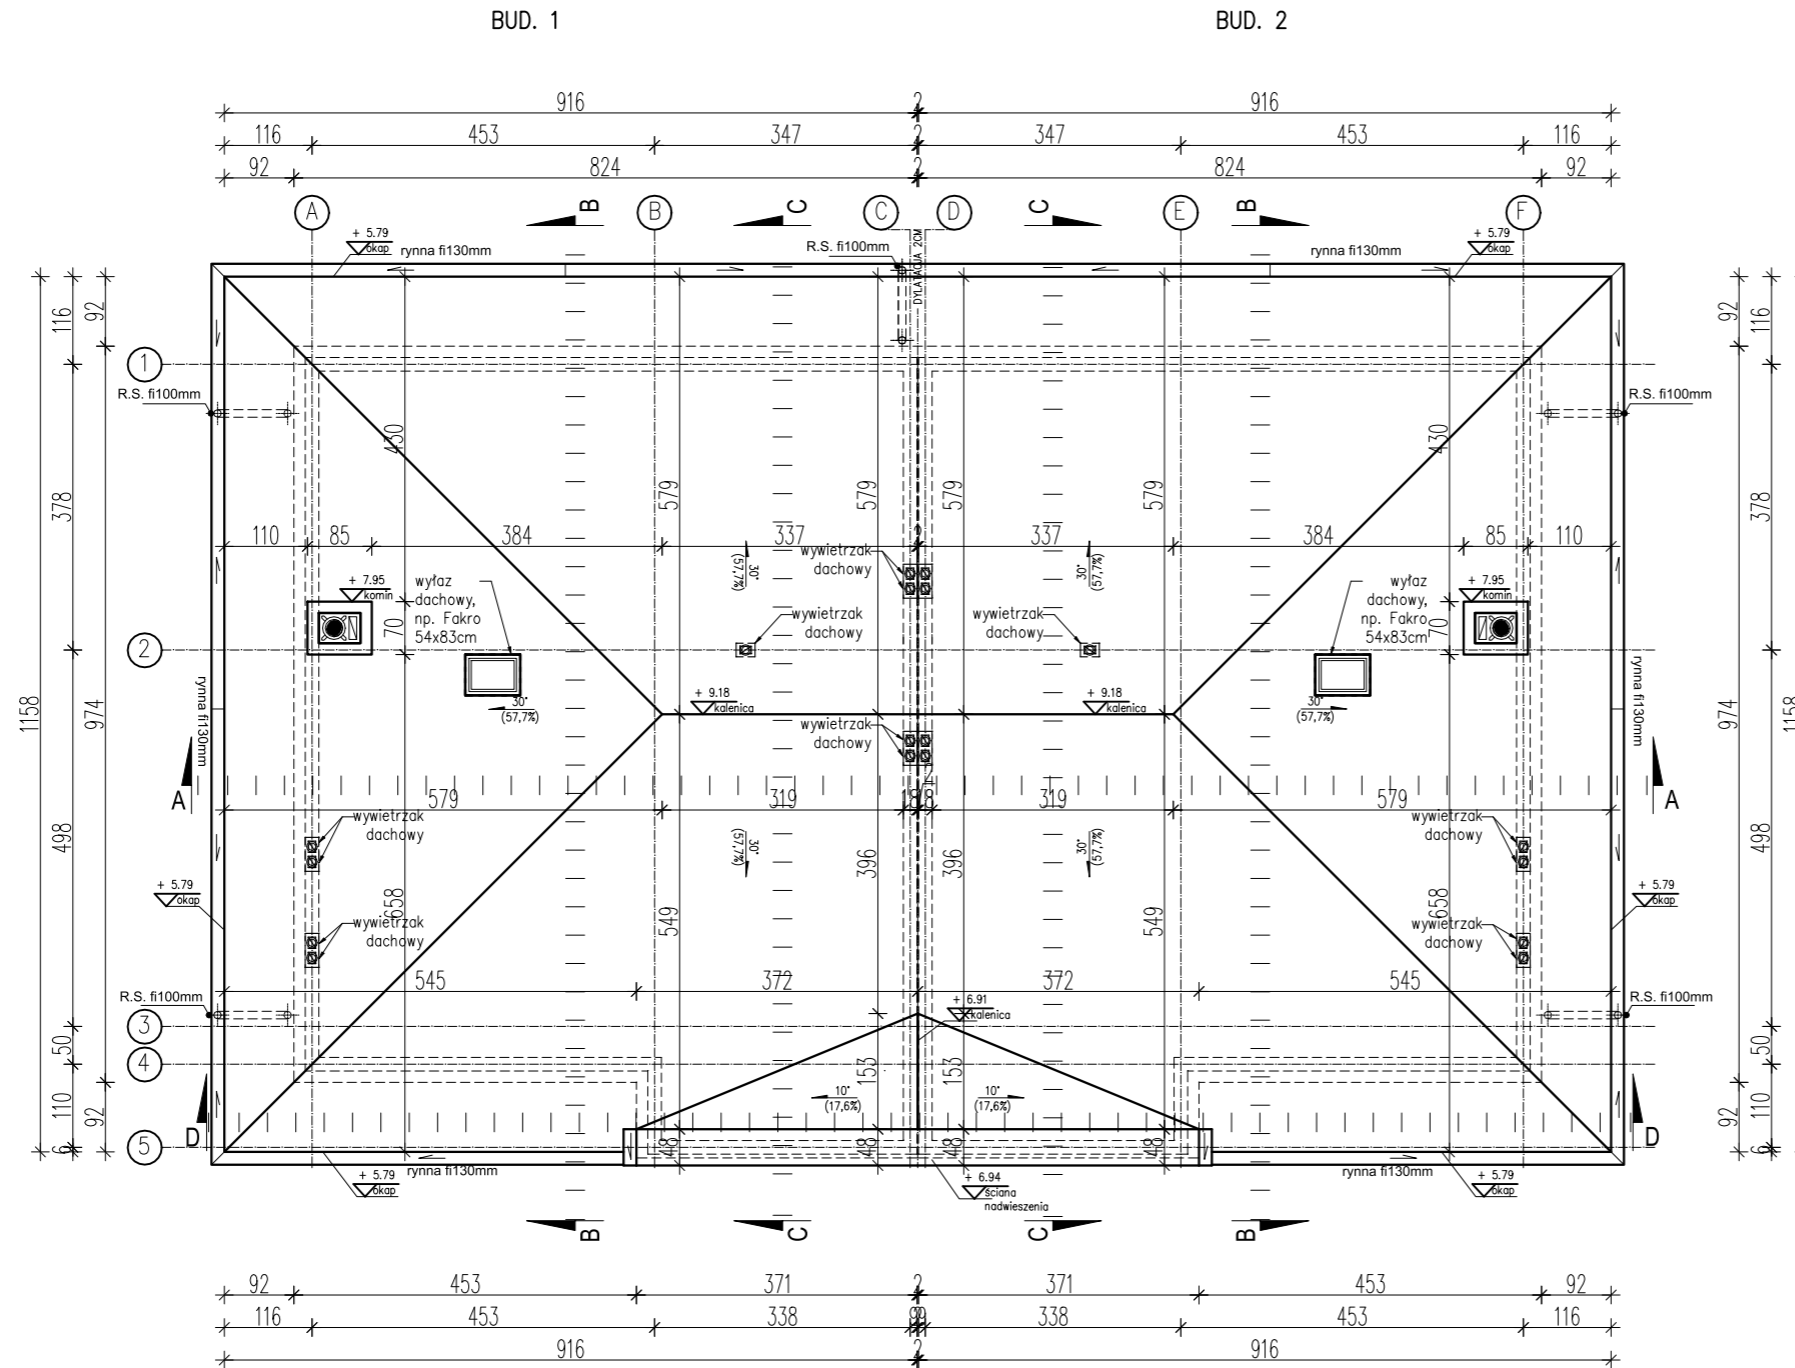 BUD. 1 BUD. 2
916 2 916
116 453 347 2 347 453 116
92 824 2 824 92
A B C D E F
B C C B
+ 5.79 okap
rynna fi130mm
R.S. fi100mm
DYLATACJA 2CM
rynna fi130mm
+ 5.79 okap
1158
116 378 498 50 110 6
92 974 92
92 974 92
116 378 498 50 110 6
1158
1
R.S. fi100mm
R.S. fi100mm
430 430
579 579 579 579
110 85 384 337 2 337 384 85 110
wywietrzak
dachowy
30°
(57,7%)
30°
(57,7%)
+ 7.95 komin
70
wyłaz
dachowy,
np. Fakro
54x83cm
wywietrzak
dachowy
wywietrzak
dachowy
wyłaz
dachowy,
np. Fakro
54x83cm
+ 7.95 komin
70
2
rynna fi130mm
rynna fi130mm
30°
(57,7%)
+ 9.18 kalenica
+ 9.18 kalenica
30°
(57,7%)
wywietrzak
dachowy
A A
579 319 18 18 319 579
wywietrzak
dachowy
30°
(57,7%)
30°
(57,7%)
wywietrzak
dachowy
396 396
+ 5.79 okap
658 549 549 658
+ 5.79 okap
wywietrzak
dachowy
wywietrzak
dachowy
545 372 372 545
R.S. fi100mm
+ 6.91 kalenica
R.S. fi100mm
3
4
153 153
10°
(17,6%)
10°
(17,6%)
D D
5
48 48 48 48
+ 5.79 okap
rynna fi130mm
+ 6.94 ściana
nadwieszenia
rynna fi130mm
+ 5.79 okap
B C C B
92 453 371 2 371 453 92
116 453 338 338 453 116
916 2 916